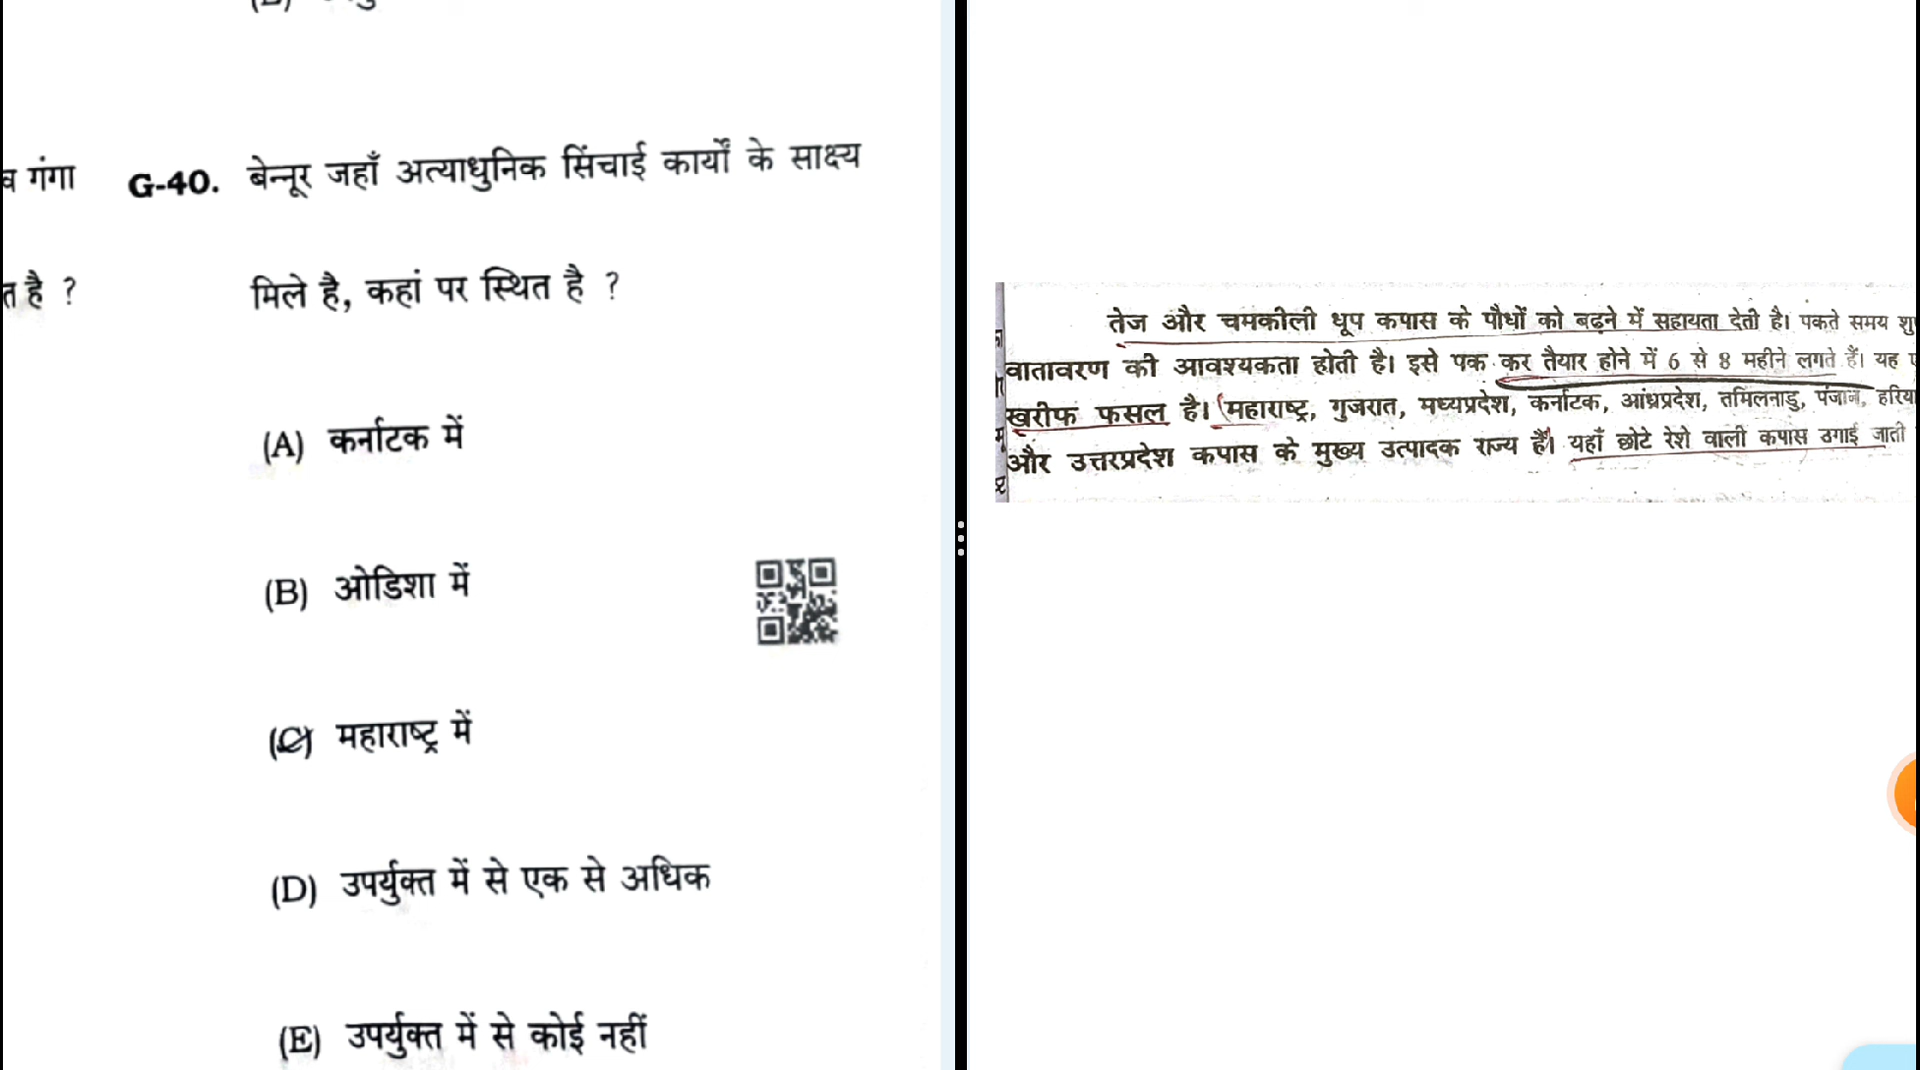 व गंगा
त है ?
G-40. बेन्नूर जहाँ अत्याधुनिक सिंचाई कार्यों के साक्ष्य
मिले है, कहां पर स्थित है ?
(A) कर्नाटक में
(B) ओडिशा में
(C) महाराष्ट्र में
(D) उपर्युक्त में से एक से अधिक
(E) उपर्युक्त में से कोई नहीं
तेज और चमकीली धूप कपास के पौधों को बढ़ने में सहायता देती है। पकते समय शु
वातावरण की आवश्यकता होती है। इसे पक कर तैयार होने में 6 से 8 महीने लगते हैं। यह ए
खरीफ फसल है। (महाराष्ट्र, गुजरात, मध्यप्रदेश, कर्नाटक, आंध्रप्रदेश, तमिलनाडु, पंजाब, हरिया
और उत्तरप्रदेश कपास के मुख्य उत्पादक राज्य हैं। यहाँ छोटे रेशे वाली कपास उगाई जाती